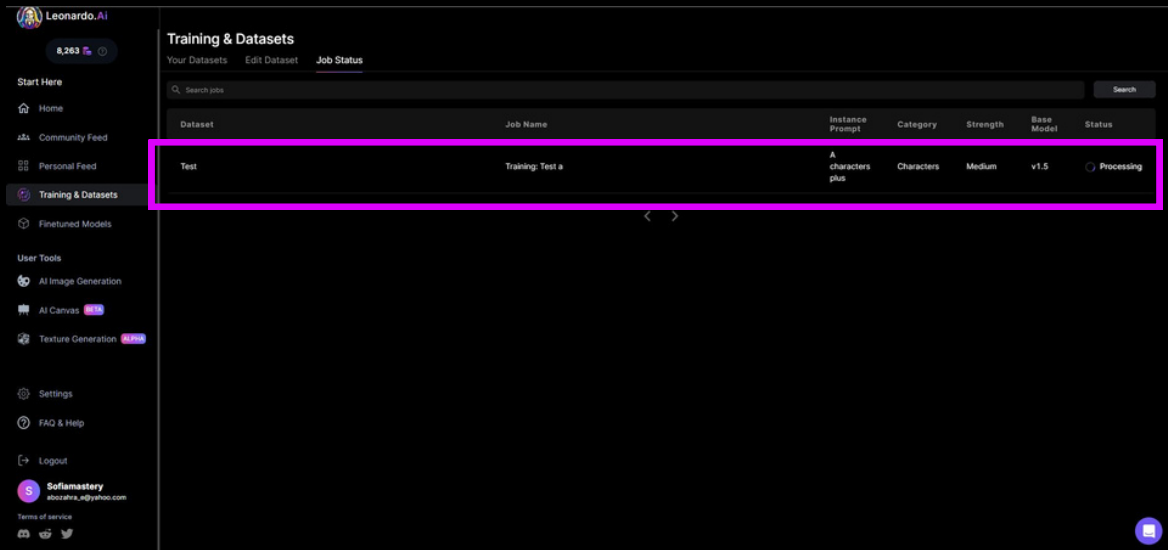 Leonardo.Ai
8,263
Start Here
Home
Community Feed
Personal Feed
Training & Datasets
Finetuned Models
User Tools
AI Image Generation
AI Canvas BETA
Texture Generation ALPHA
Settings
FAQ & Help
Logout
S
Sofiamastery
abozahra_e@yahoo.com
Terms of service
Training & Datasets
Your Datasets Edit Dataset Job Status
Search jobs Search
Dataset Job Name Instance Prompt Category Strength Base Model Status
Test Training: Test a A characters plus Characters Medium v1.5 Processing